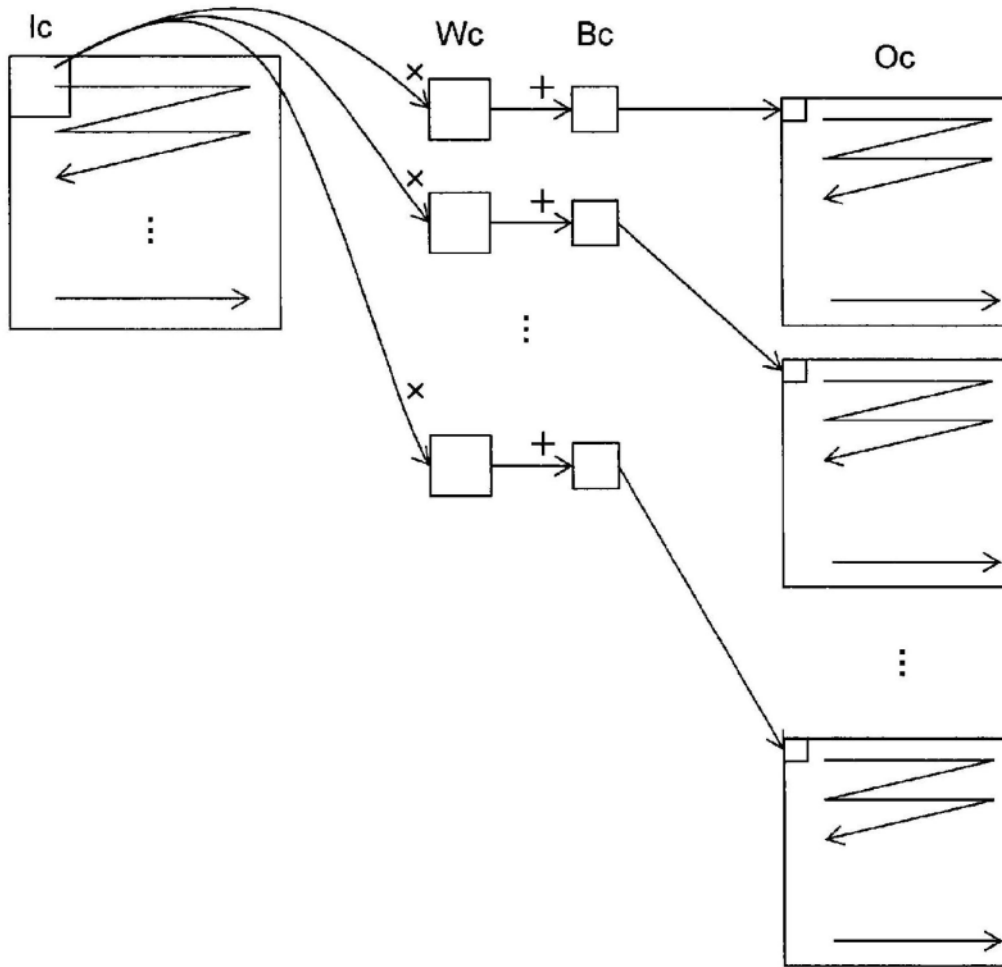 Ic
Wc
Bc
Oc
×
+
×
+
...
...
×
+
...